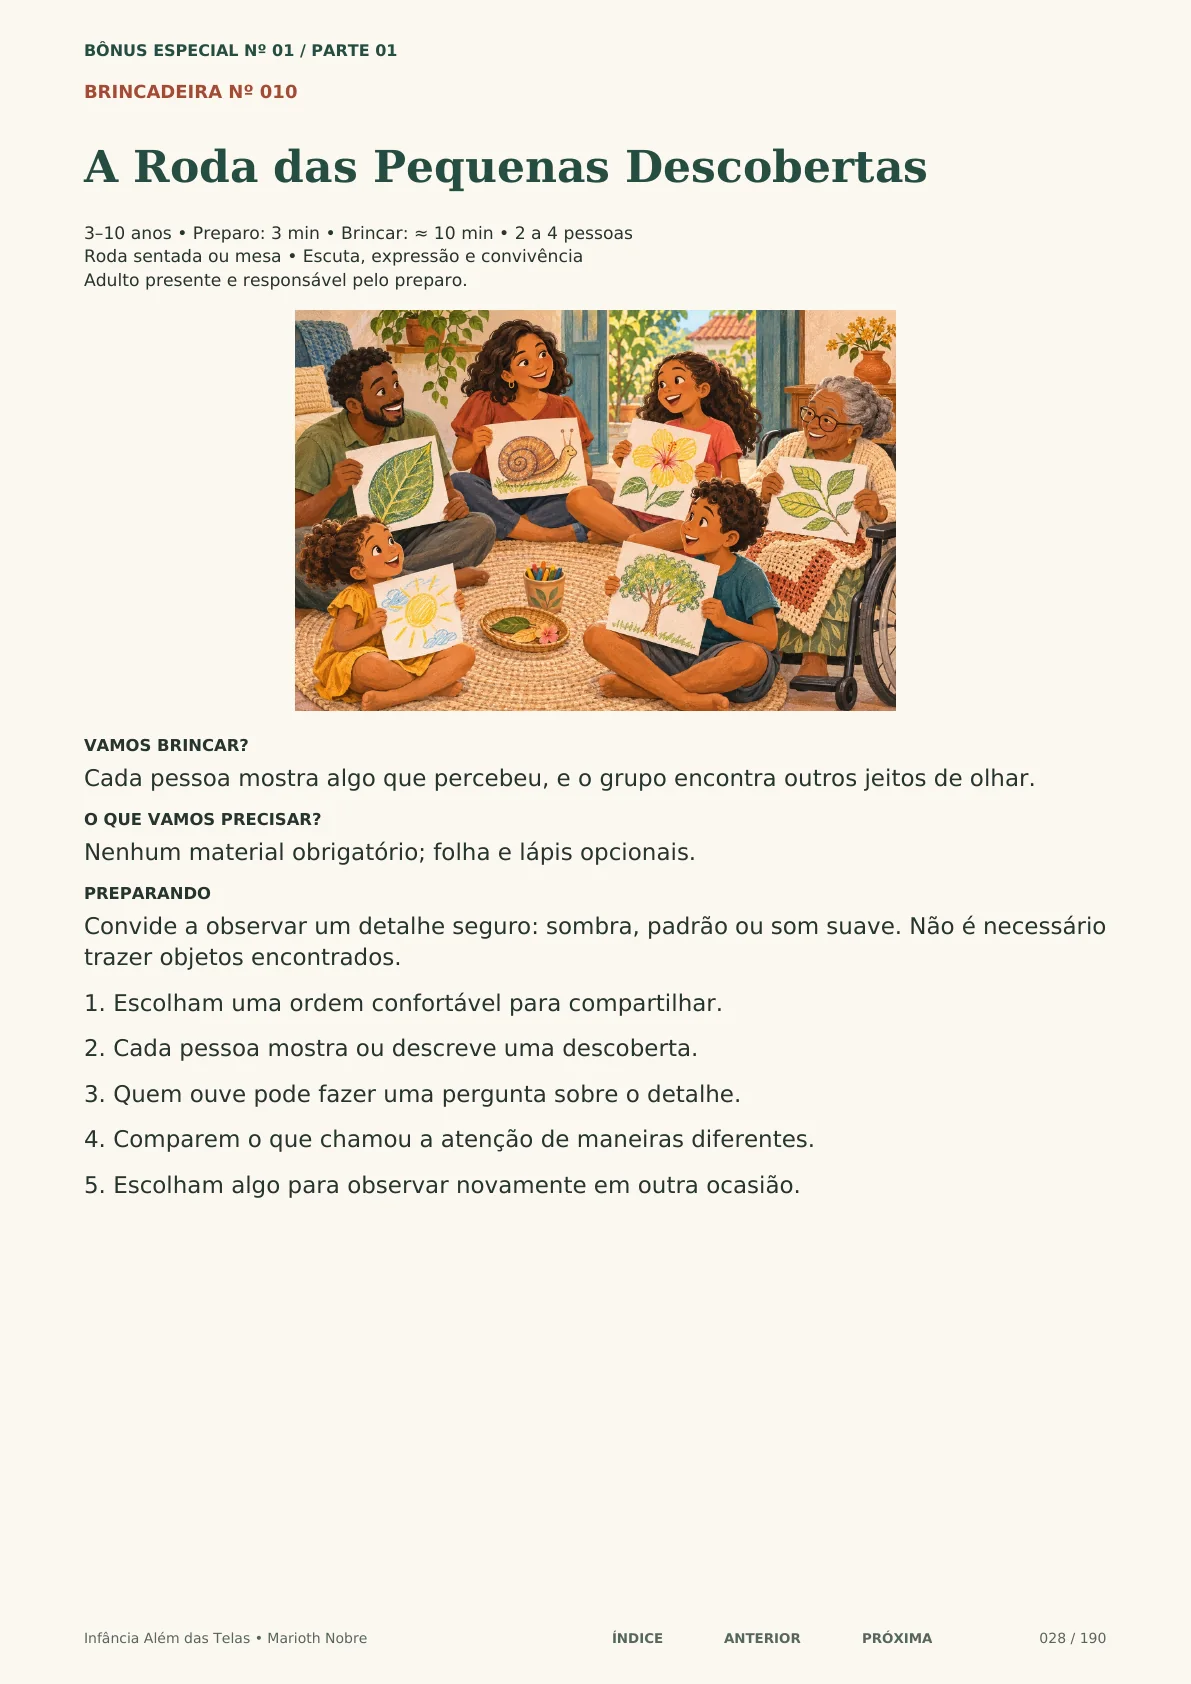 BÔNUS ESPECIAL Nº 01 / PARTE 01
BRINCADEIRA Nº 010
A Roda das Pequenas Descobertas
3–10 anos • Preparo: 3 min • Brincar: ≈ 10 min • 2 a 4 pessoas
Roda sentada ou mesa • Escuta, expressão e convivência
Adulto presente e responsável pelo preparo.
VAMOS BRINCAR?
Cada pessoa mostra algo que percebeu, e o grupo encontra outros jeitos de olhar.
O QUE VAMOS PRECISAR?
Nenhum material obrigatório; folha e lápis opcionais.
PREPARANDO
Convide a observar um detalhe seguro: sombra, padrão ou som suave. Não é necessário
trazer objetos encontrados.
1. Escolham uma ordem confortável para compartilhar.
2. Cada pessoa mostra ou descreve uma descoberta.
3. Quem ouve pode fazer uma pergunta sobre o detalhe.
4. Comparem o que chamou a atenção de maneiras diferentes.
5. Escolham algo para observar novamente em outra ocasião.
Infância Além das Telas • Marioth Nobre ÍNDICE ANTERIOR PRÓXIMA 028 / 190